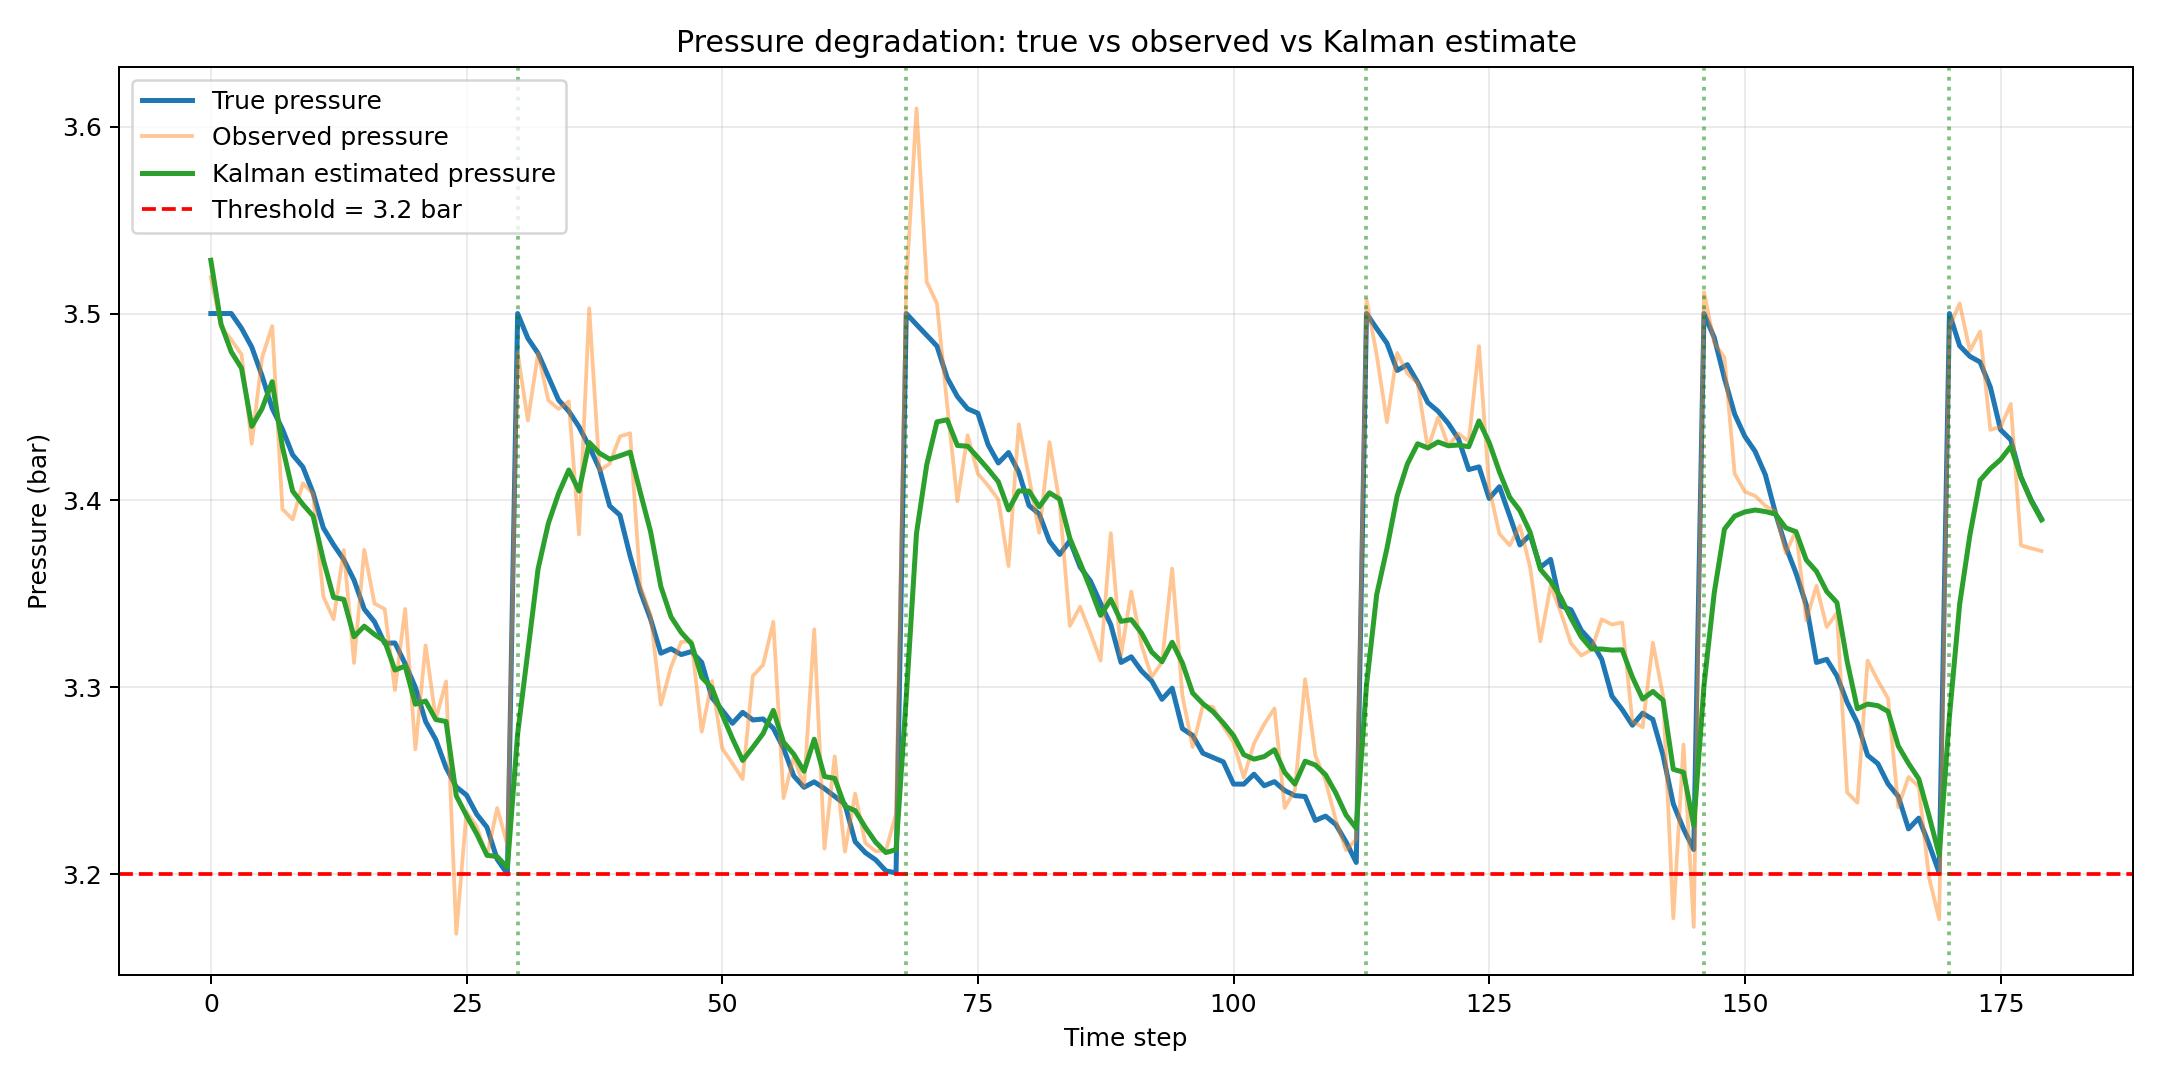 Pressure degradation: true vs observed vs Kalman estimate
True pressure
Observed pressure
Kalman estimated pressure
Threshold = 3.2 bar
Pressure (bar)
3.6
3.5
3.4
3.3
3.2
0 25 50 75 100 125 150 175
Time step